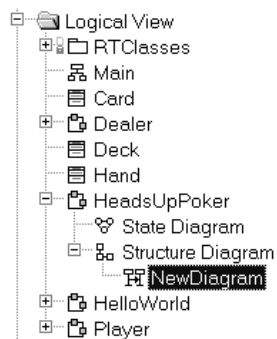 Logical View
RTClasses
Main
Card
Dealer
Deck
Hand
HeadsUpPoker
State Diagram
Structure Diagram
NewDiagram
HelloWorld
Player